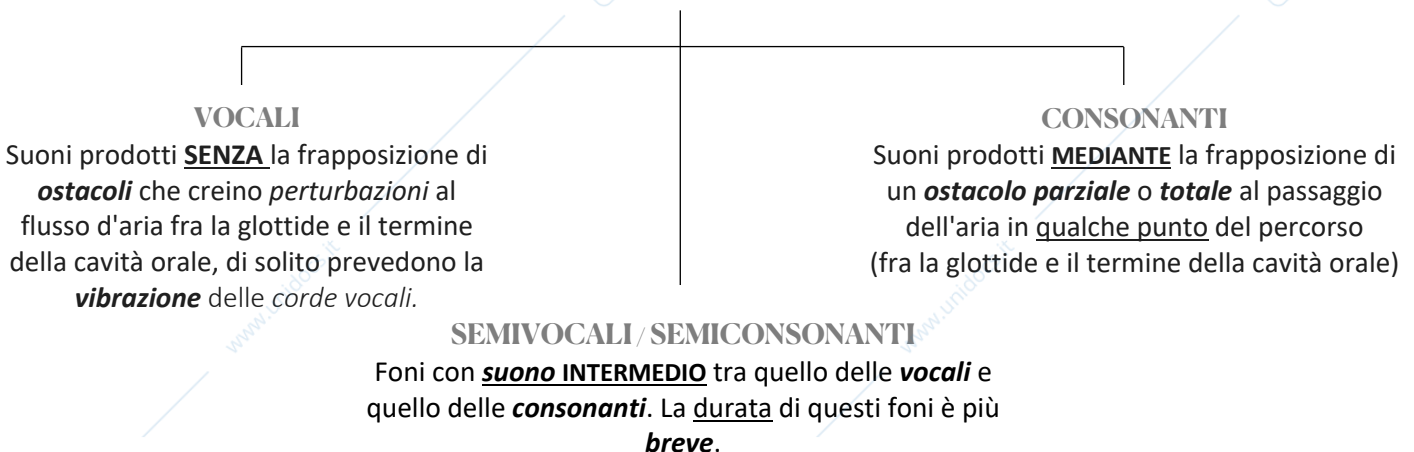 VOCALI
Suoni prodotti SENZA la frapposizione di
ostacoli che creino perturbazioni al
flusso d'aria fra la glottide e il termine
della cavità orale, di solito prevedono la
vibrazione delle corde vocali.
CONSONANTI
Suoni prodotti MEDIANTE la frapposizione di
un ostacolo parziale o totale al passaggio
dell'aria in qualche punto del percorso
(fra la glottide e il termine della cavità orale)
SEMIVOCALI / SEMICONSONANTI
Foni con suono INTERMEDIO tra quello delle vocali e
quello delle consonanti. La durata di questi foni è più
breve.